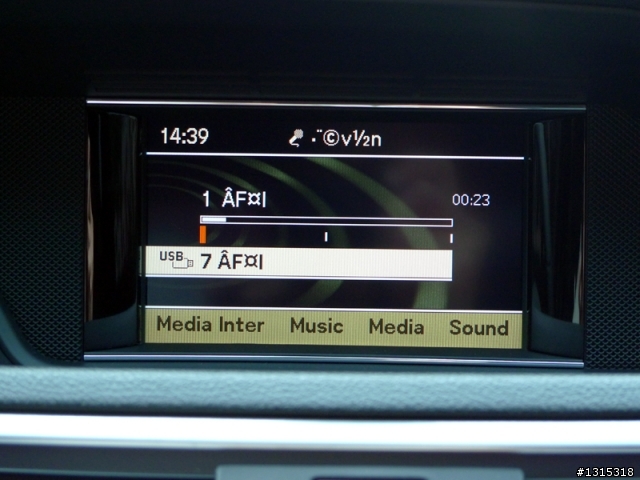 14:39 ·¨©v½n
1 ÂF¤l 00:23
USB 7 ÂF¤l
Media Inter Music Media Sound
#1315318